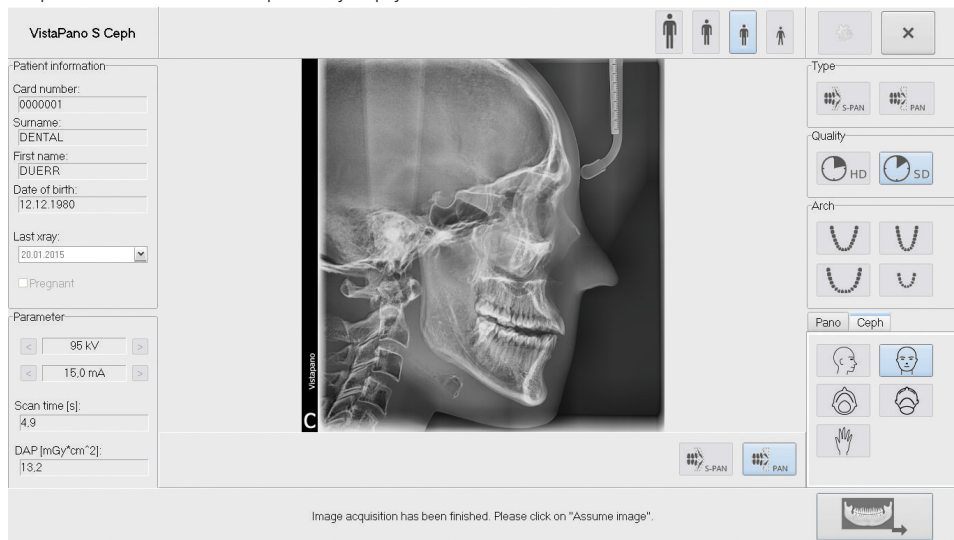 VistaPano S Ceph
Patient information
Card number:
0000001
Surname:
DENTAL
First name:
DUERR
Date of birth:
12.12.1980
Last xray:
20.01.2015
Pregnant
Parameter
< 95 kV >
< 15,0 mA >
Scan time [s]:
4,9
DAP [mGy*cm^2]:
13,2
Vistapano
C
S-PAN PAN
Image acquisition has been finished. Please click on "Assume image".
Type
S-PAN PAN
Quality
HD SD
Arch
Pano Ceph